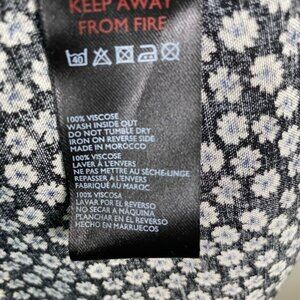 KEEP AWAY
FROM FIRE
40
100% VISCOSE
WASH INSIDE OUT
DO NOT TUMBLE DRY
IRON ON REVERSE SIDE
MADE IN MOROCCO
100% VISCOSE
LAVER À L'ENVERS
NE PAS METTRE AU SÈCHE-LINGE
REPASSER À L'ENVERS
FABRIQUÉ AU MAROC
100% VISCOSA
LAVAR POR EL REVERSO
NO SECAR A MÁQUINA
PLANCHAR EN EL REVERSO
HECHO EN MARRUECOS